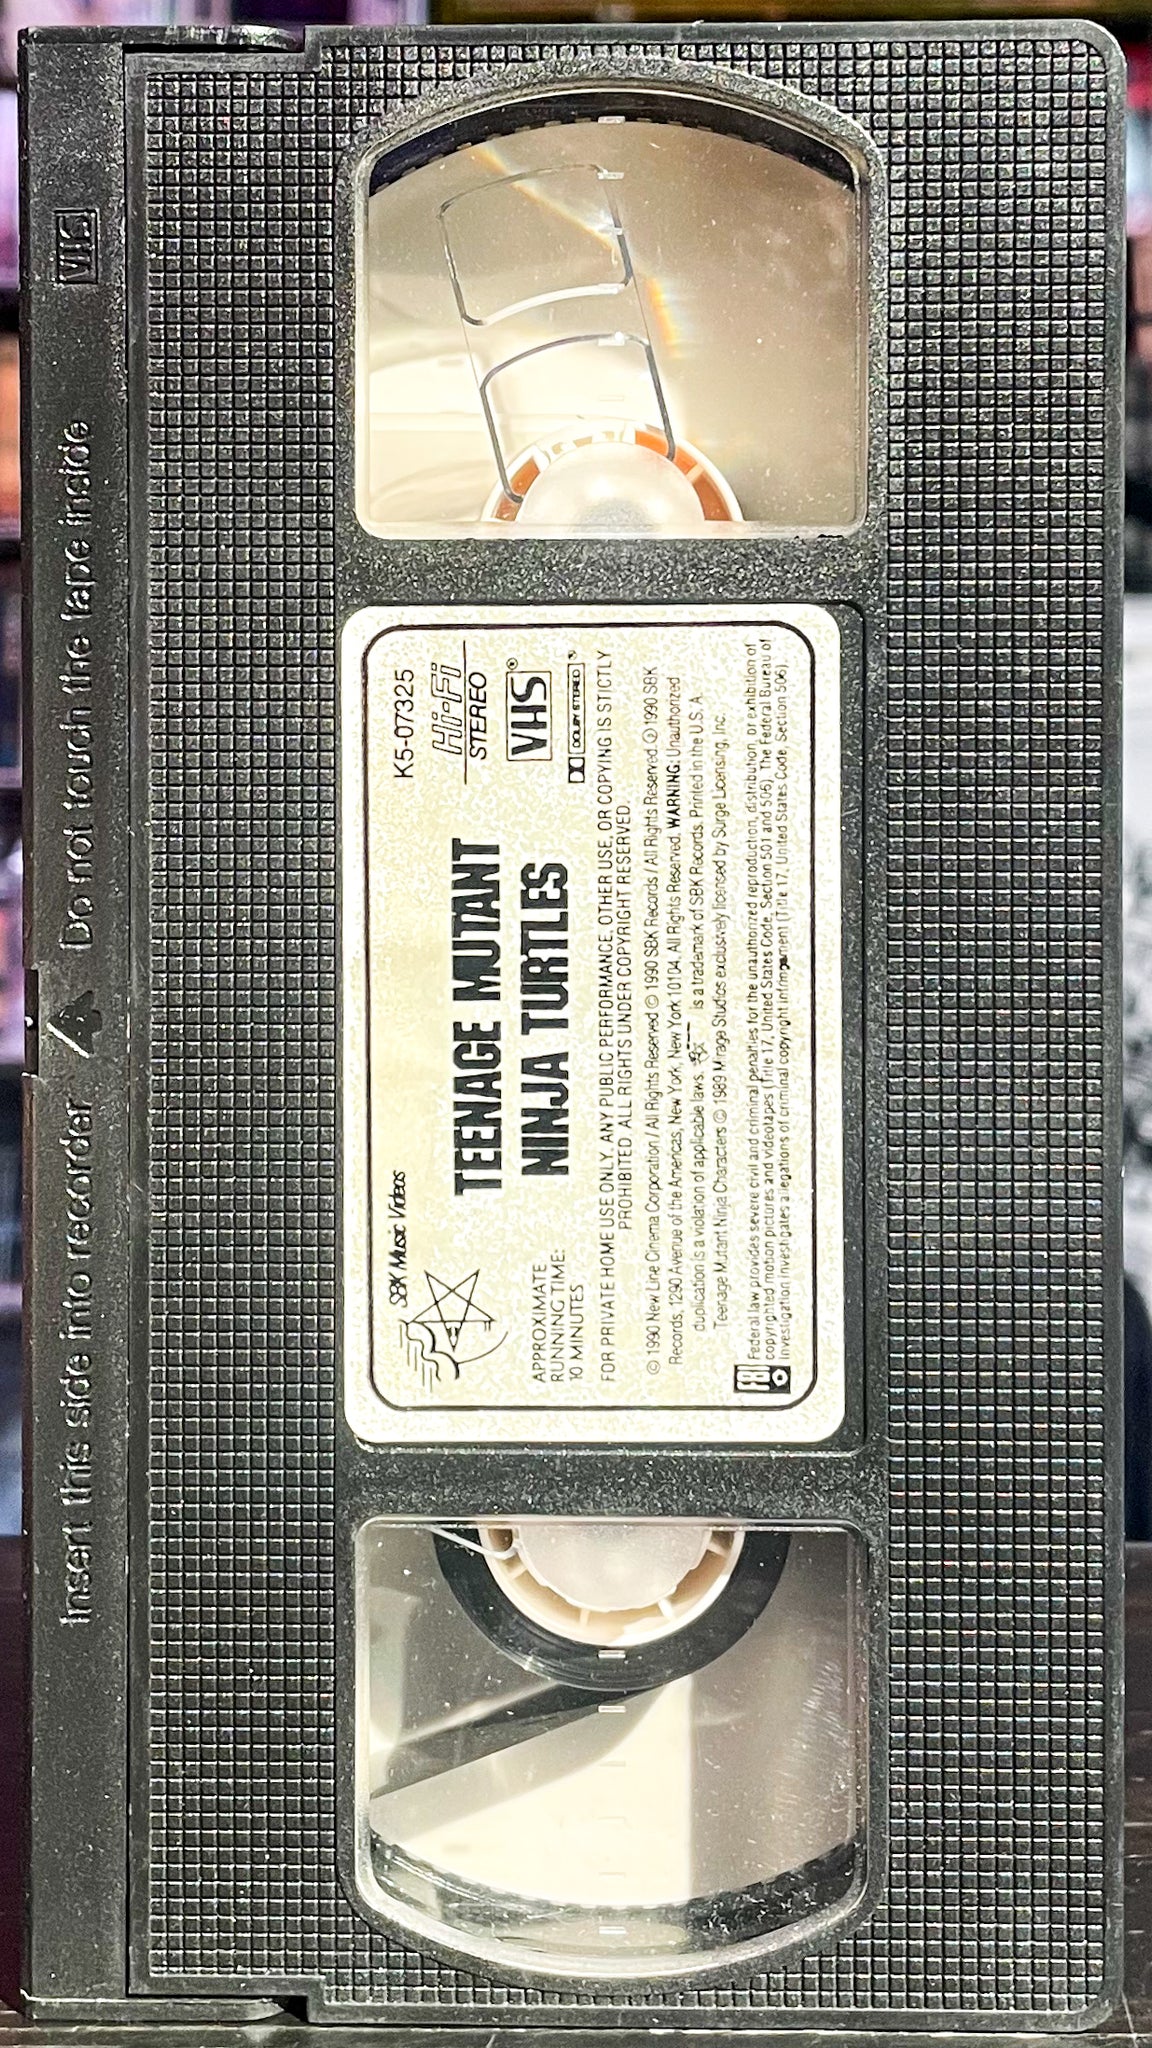 VHS
Insert this side into recorder Do not touch the tape inside
SBK Music Videos
K5-07325
Hi-Fi
STEREO
TEENAGE MUTANT
NINJA TURTLES
VHS®
DOLBY STEREO
APPROXIMATE
RUNNING TIME:
10 MINUTES
FOR PRIVATE HOME USE ONLY. ANY PUBLIC PERFORMANCE, OTHER USE, OR COPYING IS STICTLY
PROHIBITED. ALL RIGHTS UNDER COPYRIGHT RESERVED.
© 1990 New Line Cinema Corporation / All Rights Reserved © 1990 SBK Records / All Rights Reserved ℗ 1990 SBK
Records, 1290 Avenue of the Americas, New York, New York 10104. All Rights Reserved. WARNING: Unauthorized
duplication is a violation of applicable laws. is a trademark of SBK Records. Printed in the U.S.A.
Teenage Mutant Ninja Characters © 1989 Mirage Studios exclusively licensed by Surge Licensing, Inc.
FBI
Federal law provides severe civil and criminal penalties for the unauthorized reproduction, distribution, or exhibition of
copyrighted motion pictures and videotapes (Title 17, United States Code, Section 501 and 506). The Federal Bureau of
Investigation investigates allegations of criminal copyright infringement (Title 17, United States Code, Section 506).